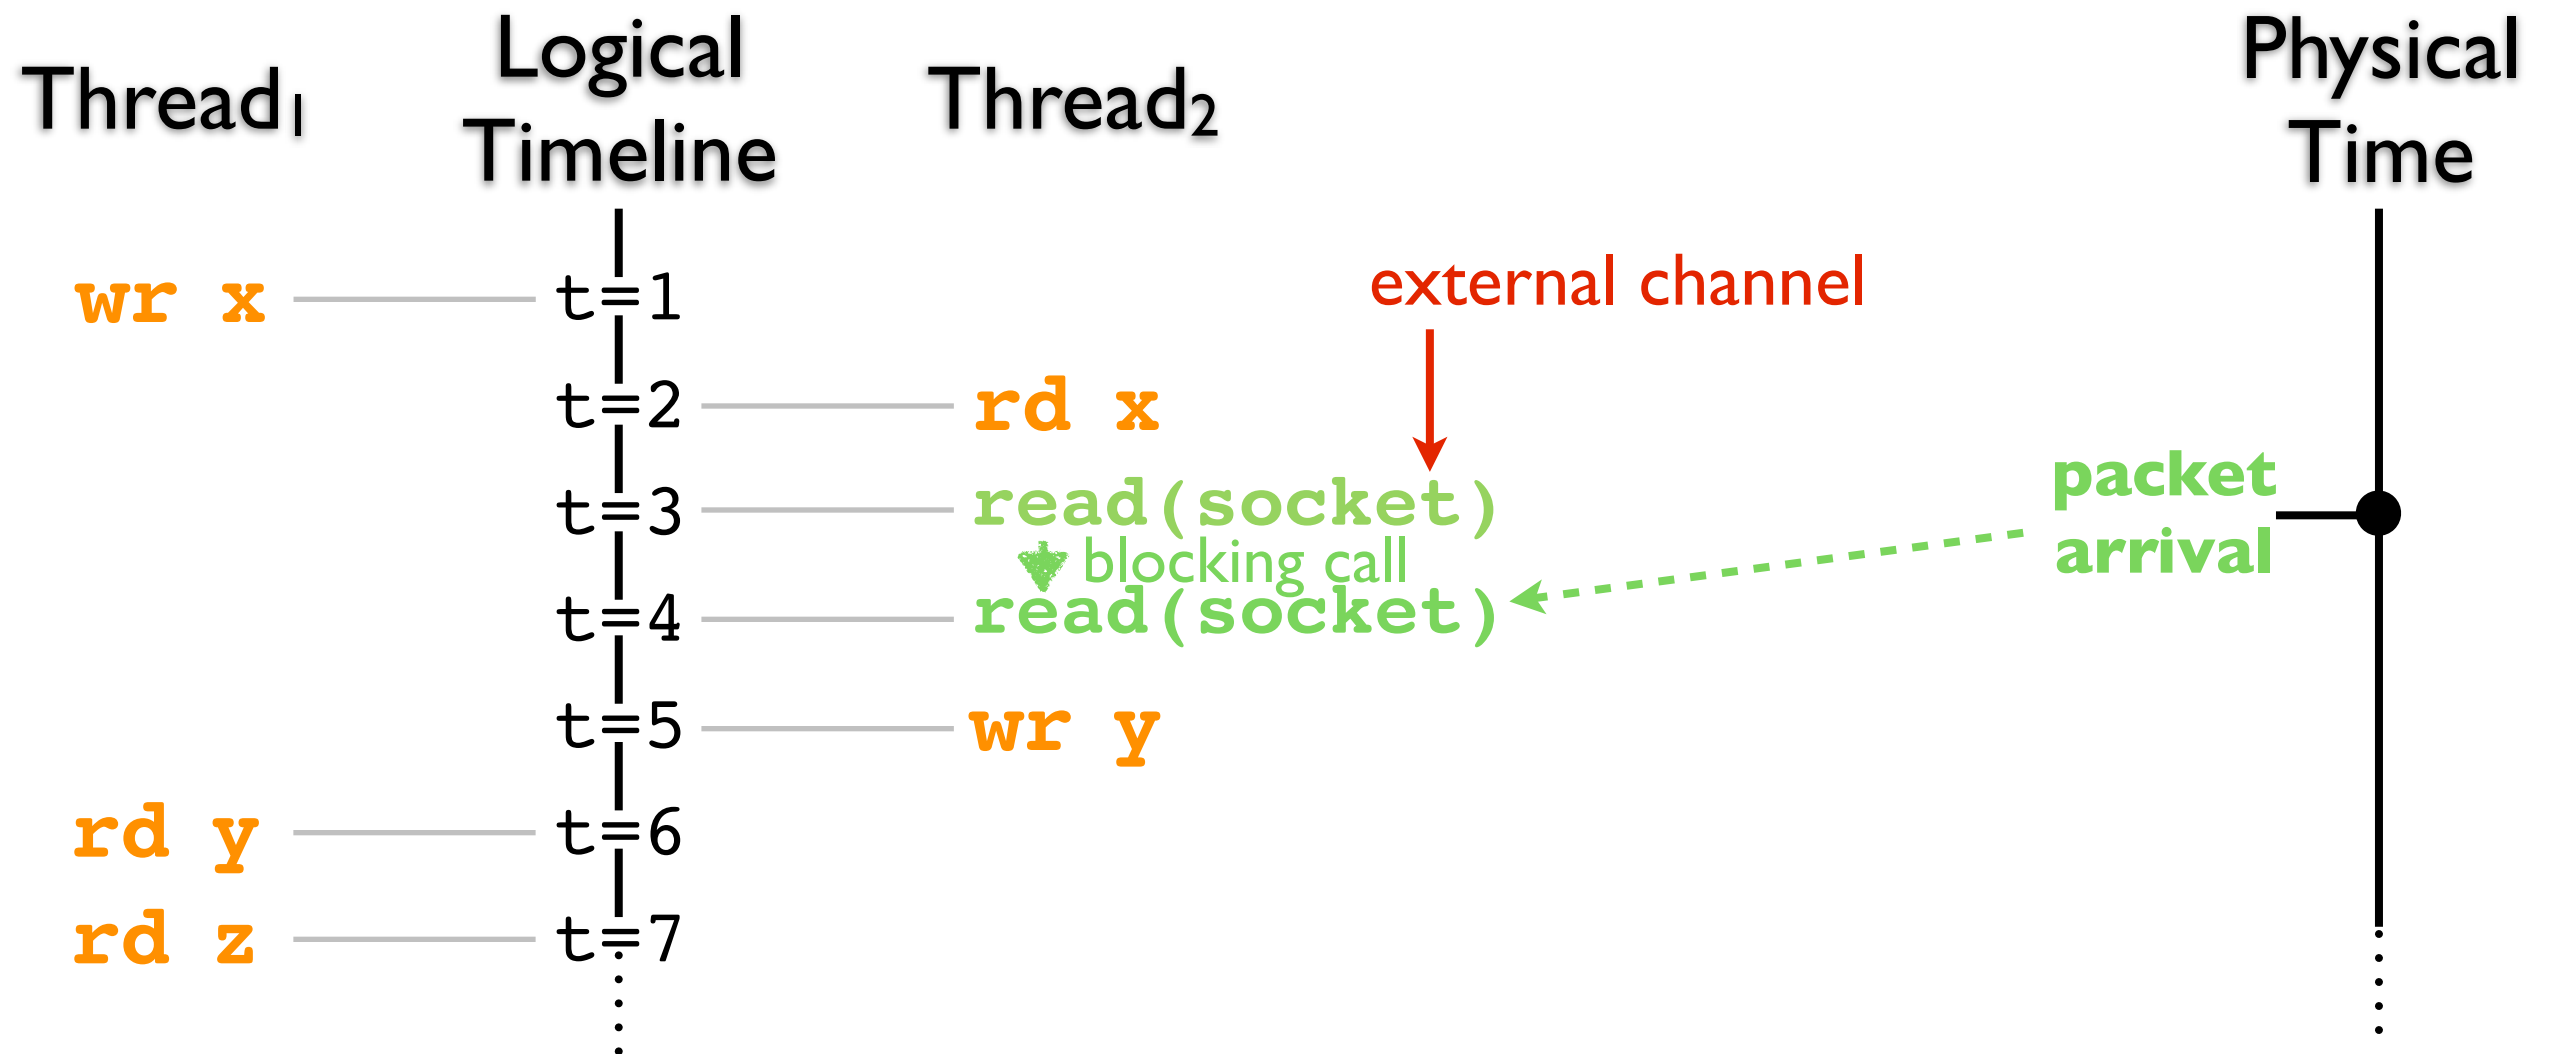 Thread1
Logical
Timeline
Thread2
Physical
Time
wr x
t=1
external channel
t=2
rd x
t=3
read(socket)
packet
arrival
blocking call
t=4
read(socket)
t=5
wr y
rd y
t=6
rd z
t=7